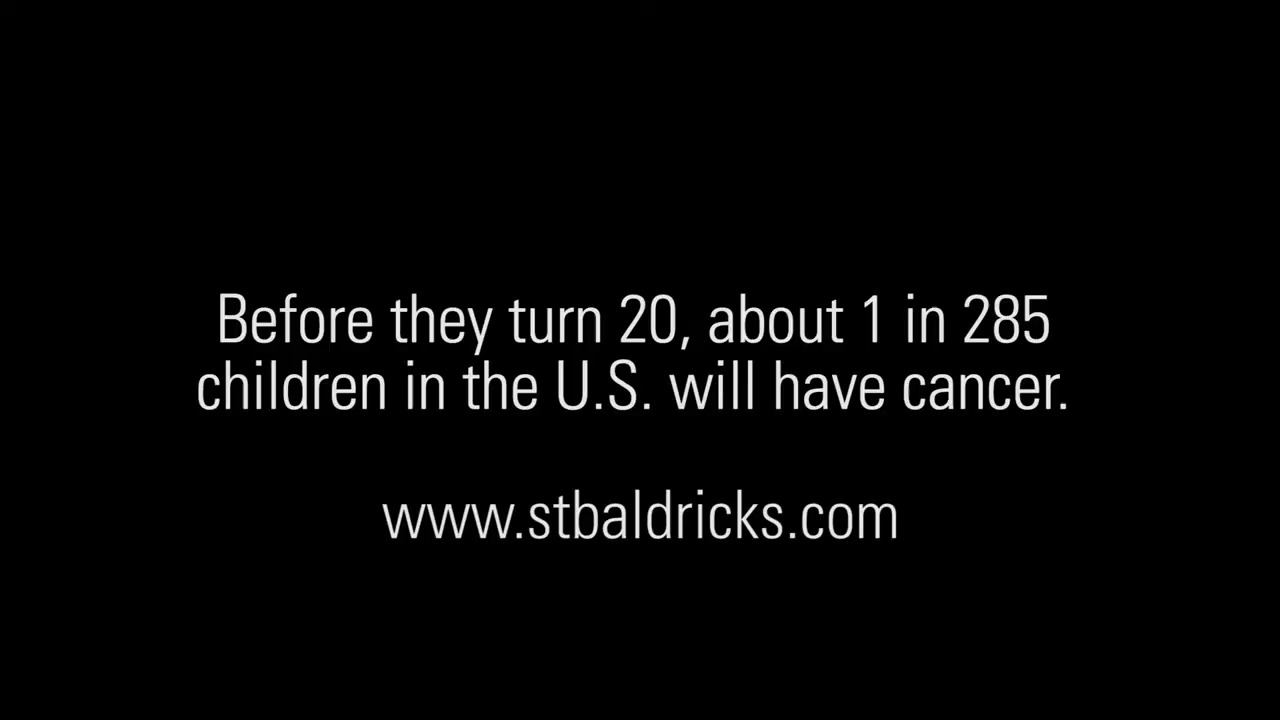 Before they turn 20, about 1 in 285
children in the U.S. will have cancer.
www.stbaldricks.com